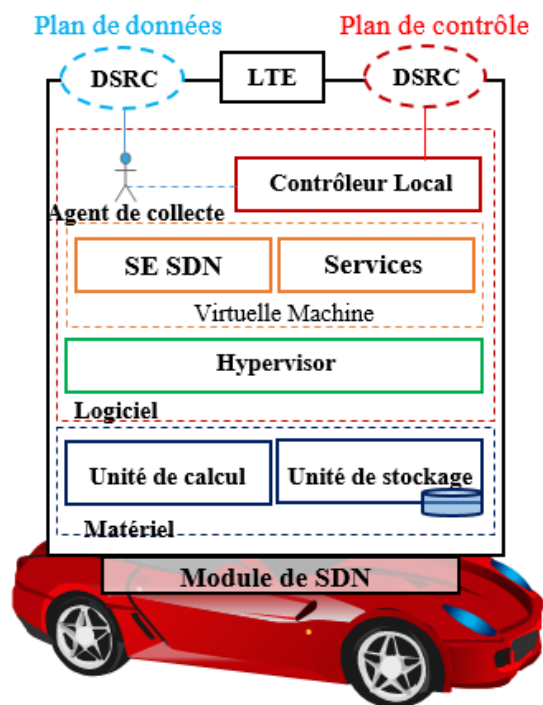 Plan de données
Plan de contrôle
DSRC
LTE
DSRC
Contrôleur Local
Agent de collecte
SE SDN
Services
Virtuelle Machine
Hypervisor
Logiciel
Unité de calcul
Unité de stockage
Matériel
Module de SDN